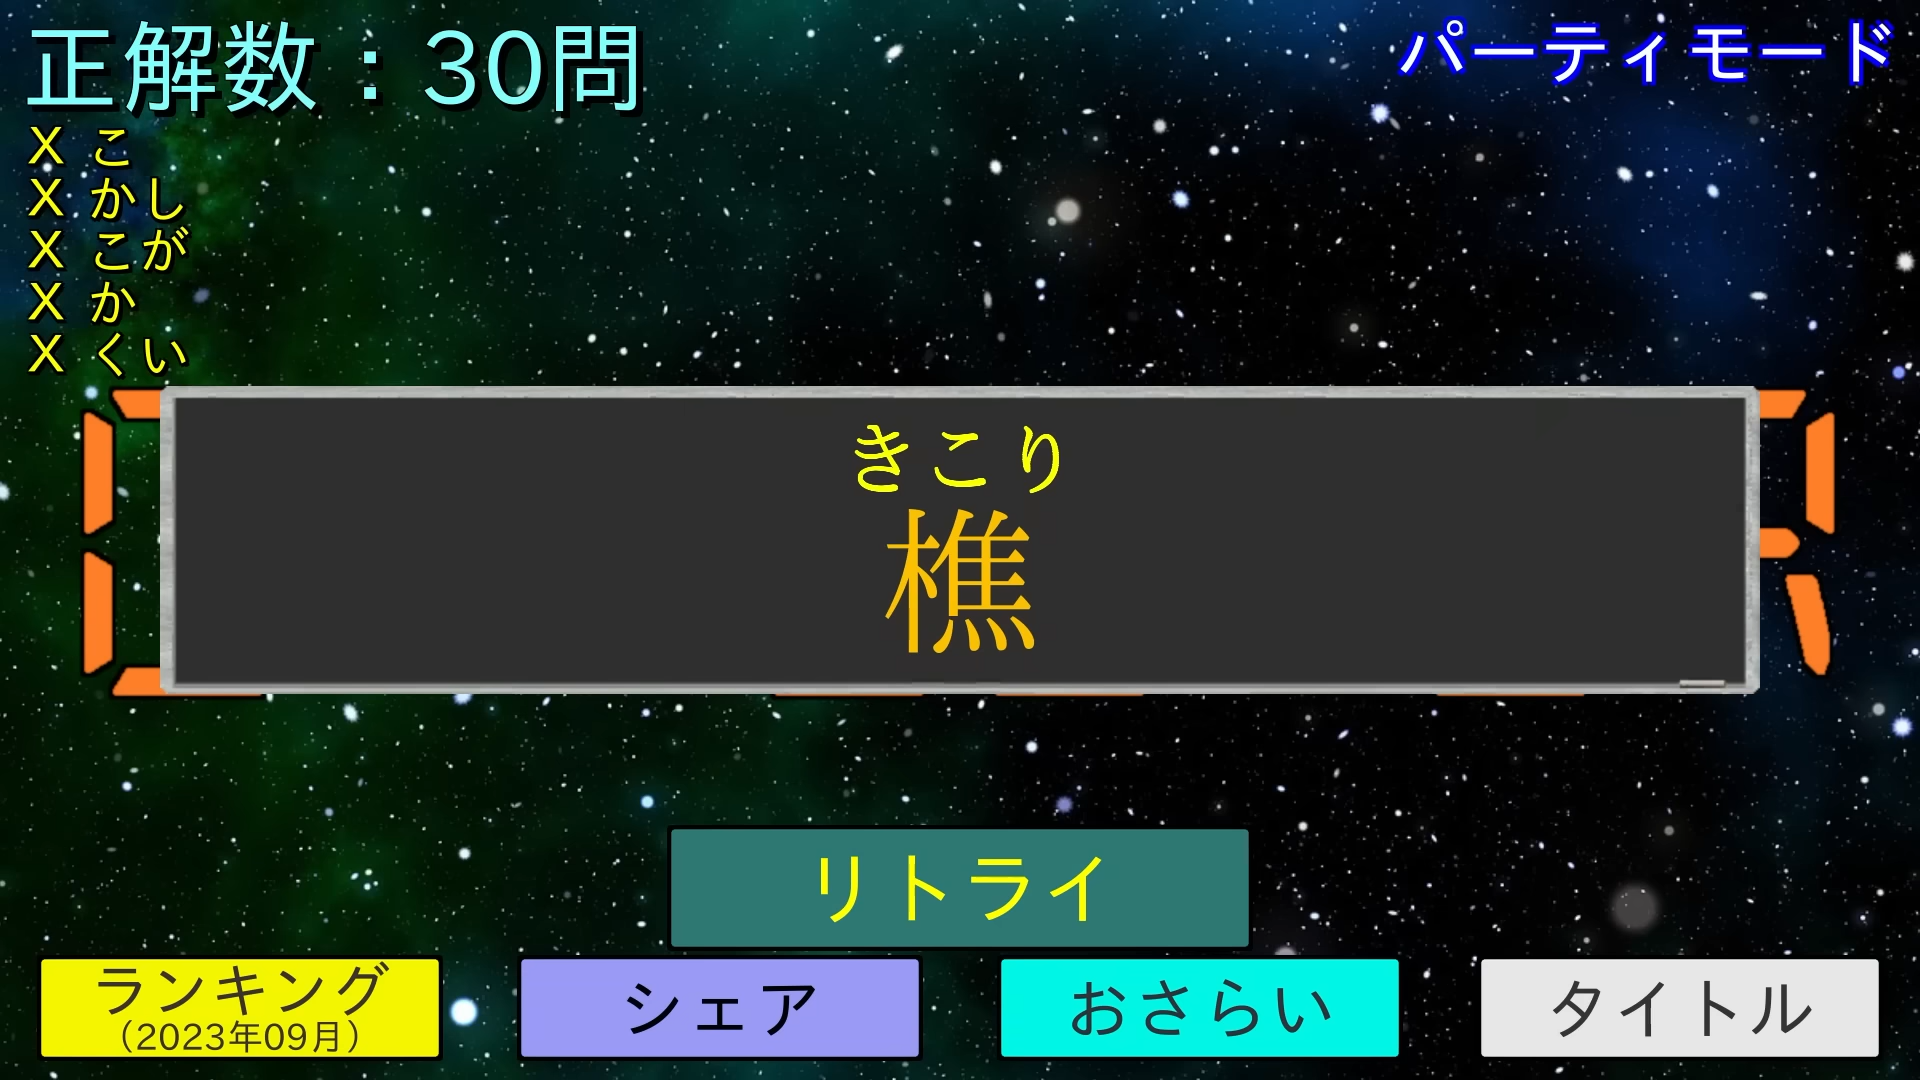 正解数：30問
パーティモード
X こ
X かし
X こが
X か
X くい
きこり
樵
リトライ
ランキング
（2023年09月）
シェア
おさらい
タイトル